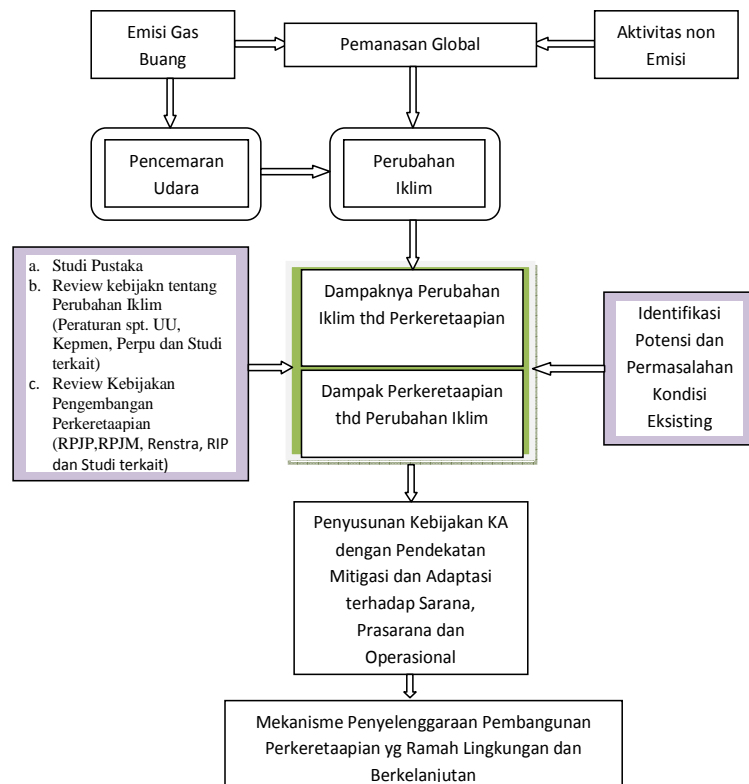 Emisi Gas
Buang
Pemanasan Global
Aktivitas non
Emisi
Pencemaran
Udara
Perubahan
Iklim
a. Studi Pustaka
b. Review kebijakn tentang
Perubahan Iklim
(Peraturan spt. UU,
Kepmen, Perpu dan Studi
terkait)
c. Review Kebijakan
Pengembangan
Perkeretaapian
(RPJP,RPJM, Renstra, RIP
dan Studi terkait)
Dampaknya Perubahan
Iklim thd Perkeretaapian
Dampak Perkeretaapian
thd Perubahan Iklim
Identifikasi
Potensi dan
Permasalahan
Kondisi
Eksisting
Penyusunan Kebijakan KA
dengan Pendekatan
Mitigasi dan Adaptasi
terhadap Sarana,
Prasarana dan
Operasional
Mekanisme Penyelenggaraan Pembangunan
Perkeretaapian yg Ramah Lingkungan dan
Berkelanjutan